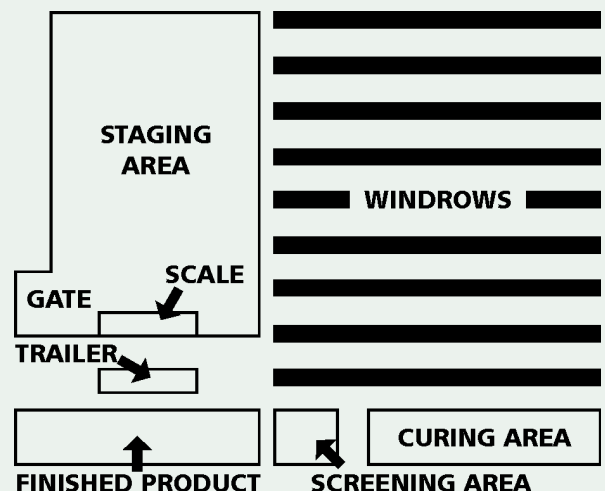 STAGING
AREA
WINDROWS
SCALE
GATE
TRAILER
CURING AREA
FINISHED PRODUCT
SCREENING AREA